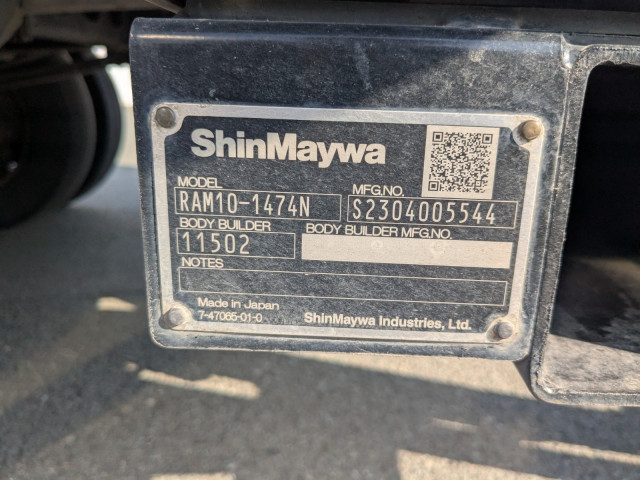 ShinMaywa
MODEL MFG.NO.
RAM10-1474N S2304005544
BODY BUILDER BODY BUILDER MFG.NO.
11502
NOTES
Made in Japan
7-47065-01-0 ShinMaywa Industries, Ltd.